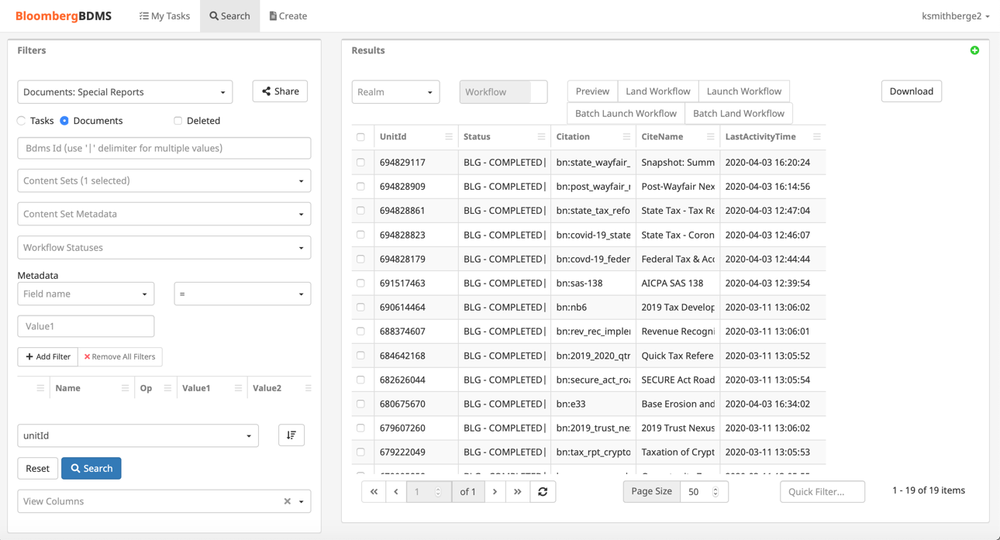 BloombergBDMS My Tasks Search Create ksmithberge2
Filters
Documents: Special Reports Share
Tasks Documents Deleted
Bdms Id (use '|' delimiter for multiple values)
Content Sets (1 selected)
Content Set Metadata
Workflow Statuses
Metadata
Field name =
Value1
+ Add Filter × Remove All Filters
Name Op Value1 Value2
unitId
Reset Search
View Columns ×
Results
Realm Workflow Preview Land Workflow Launch Workflow Download
Batch Launch Workflow Batch Land Workflow
UnitId Status Citation CiteName LastActivityTime
694829117 BLG - COMPLETED| bn:state_wayfair_ Snapshot: Summ 2020-04-03 16:20:24
694828909 BLG - COMPLETED| bn:post_wayfair_ Post-Wayfair Nex 2020-04-03 16:14:56
694828861 BLG - COMPLETED| bn:state_tax_refo State Tax - Tax Re 2020-04-03 12:47:04
694828823 BLG - COMPLETED| bn:covid-19_state State Tax - Coron 2020-04-03 12:46:07
694828179 BLG - COMPLETED| bn:covd-19_feder Federal Tax & Acc 2020-04-03 12:44:44
691517463 BLG - COMPLETED| bn:sas-138 AICPA SAS 138 2020-04-03 12:39:54
690614464 BLG - COMPLETED| bn:nb6 2019 Tax Develop 2020-03-11 13:06:02
688374607 BLG - COMPLETED| bn:rev_rec_impler Revenue Recogni 2020-03-11 13:06:01
684642168 BLG - COMPLETED| bn:2019_2020_qtr Quick Tax Refere 2020-03-11 13:05:52
682626044 BLG - COMPLETED| bn:secure_act_roa SECURE Act Road 2020-03-11 13:05:54
680675670 BLG - COMPLETED| bn:e33 Base Erosion and 2020-04-03 16:34:02
679607260 BLG - COMPLETED| bn:2019_trust_ne 2019 Trust Nexus 2020-03-11 13:06:02
679222049 BLG - COMPLETED| bn:tax_rpt_crypto Taxation of Crypt 2020-03-11 13:05:53
« ‹ 1 of 1 › » Page Size 50 Quick Filter... 1 - 19 of 19 items